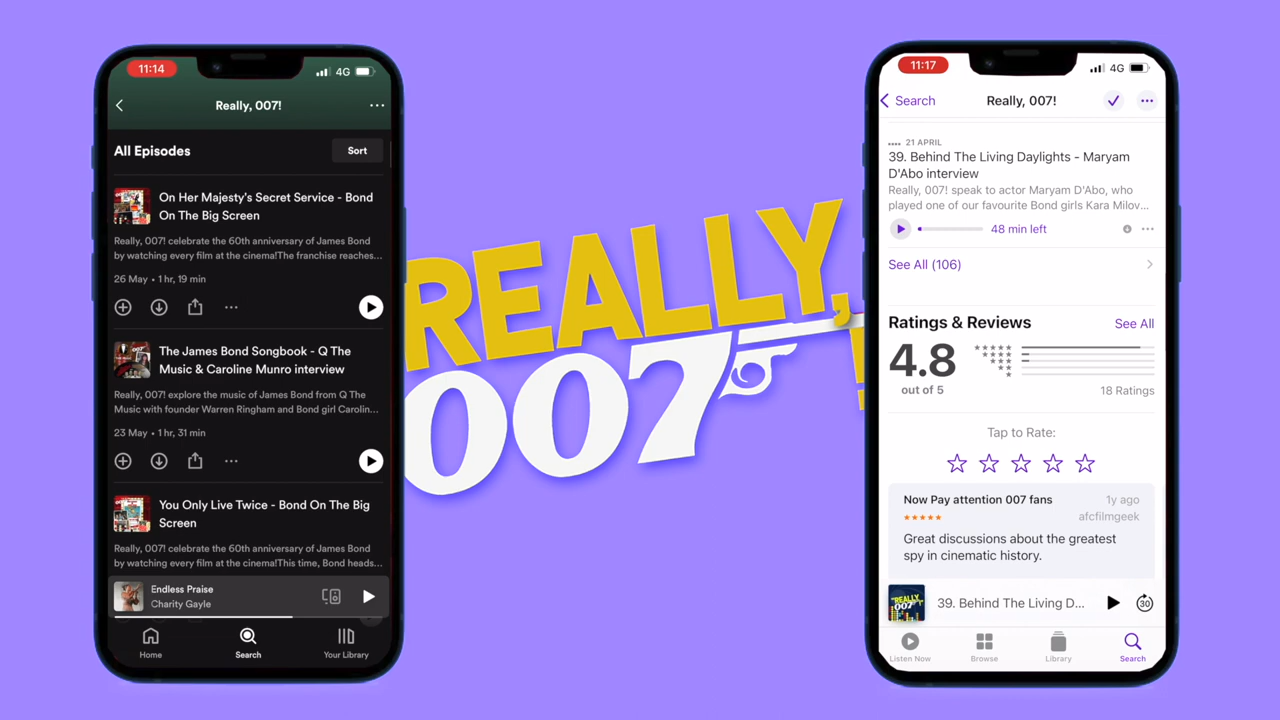 11:14
4G
Really, 007!
All Episodes
Sort
On Her Majesty's Secret Service - Bond
On The Big Screen
Really, 007! celebrate the 60th anniversary of James Bond
by watching every film at the cinema!The franchise reaches...
26 May • 1 hr, 19 min
The James Bond Songbook - Q The
Music & Caroline Munro interview
Really, 007! explore the music of James Bond from Q The
Music with founder Warren Ringham and Bond girl Carolin...
23 May • 1 hr, 31 min
You Only Live Twice - Bond On The Big
Screen
Really, 007! celebrate the 60th anniversary of James Bond
by watching every film at the cinema!This time, Bond heads...
Endless Praise
Charity Gayle
Home
Search
Your Library
REALLY,
007!
11:17
4G
Search
Really, 007!
21 APRIL
39. Behind The Living Daylights - Maryam
D'Abo interview
Really, 007! speak to actor Maryam D'Abo, who
played one of our favourite Bond girls Kara Milov...
48 min left
See All (106)
Ratings & Reviews
See All
4.8
out of 5
18 Ratings
Tap to Rate:
Now Pay attention 007 fans
1y ago
afcfilmgeek
Great discussions about the greatest
spy in cinematic history.
REALLY,
007
39. Behind The Living D...
30
Listen Now
Browse
Library
Search